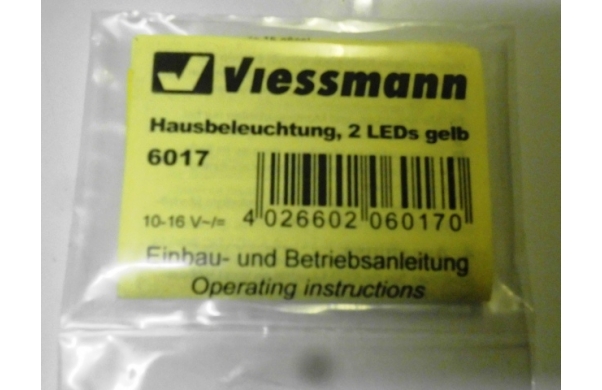 Viessmann
Hausbeleuchtung, 2 LEDs gelb
6017
10-16 V~/=
4 026602 060170
Einbau- und Betriebsanleitung
Operating instructions